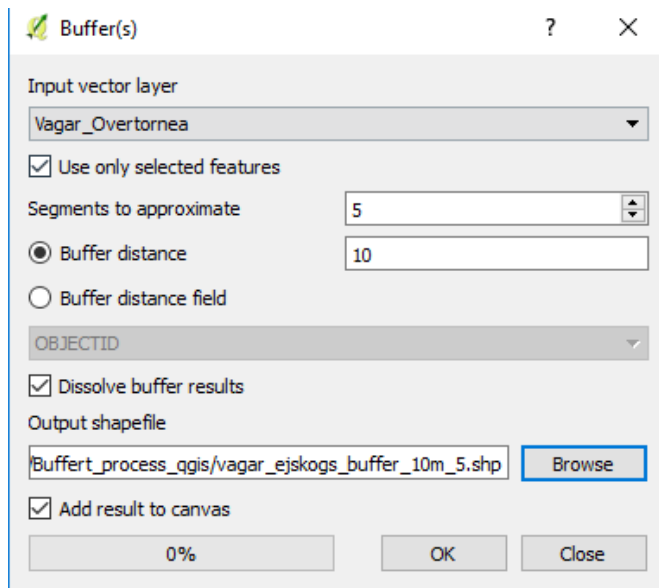 Buffer(s) ?
Input vector layer
Vagar_Overtornea
Use only selected features
Segments to approximate 5
Buffer distance 10
Buffer distance field
OBJECTID
Dissolve buffer results
Output shapefile
/Buffert_process_qgis/vagar_ejskogs_buffer_10m_5.shp Browse
Add result to canvas
0% OK Close